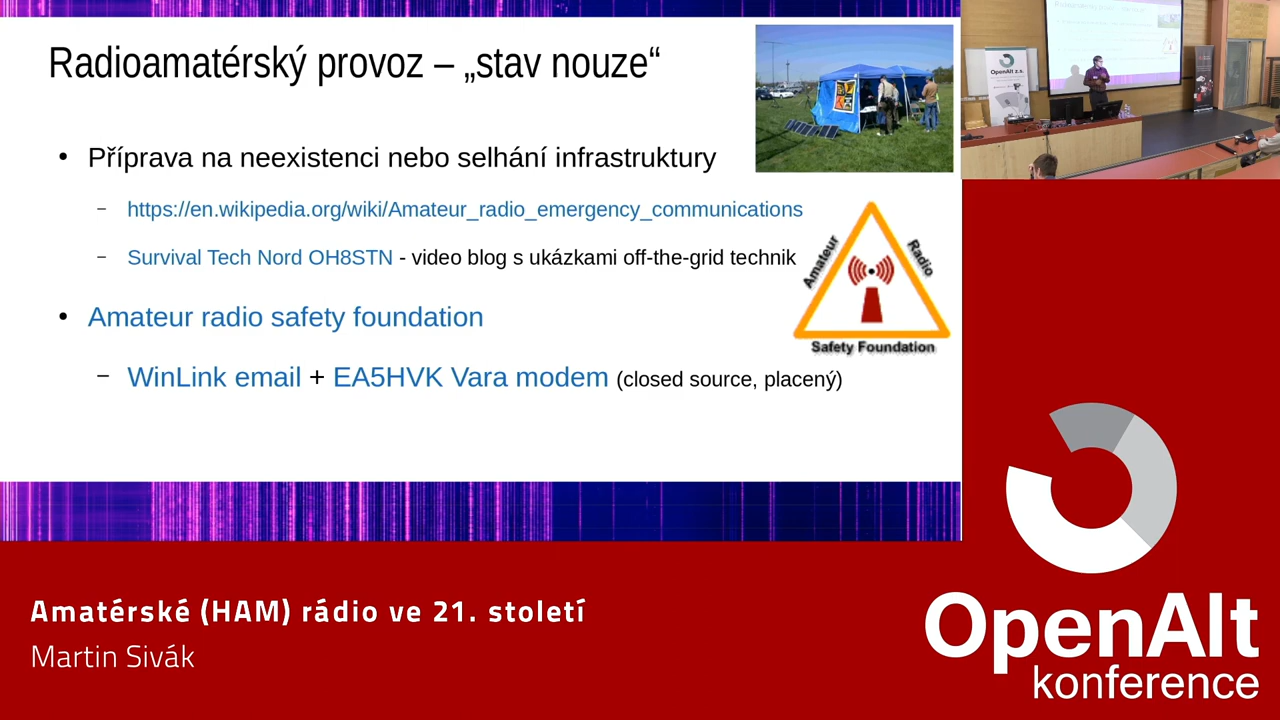 Radioamatérský provoz – „stav nouze“
• Příprava na neexistenci nebo selhání infrastruktury
– https://en.wikipedia.org/wiki/Amateur_radio_emergency_communications
– Survival Tech Nord OH8STN - video blog s ukázkami off-the-grid technik
Amateur Radio
Safety Foundation
• Amateur radio safety foundation
– WinLink email + EA5HVK Vara modem (closed source, placený)
OpenAlt z.s.
Amatérské (HAM) rádio ve 21. století
Martin Sivák
OpenAlt
konference